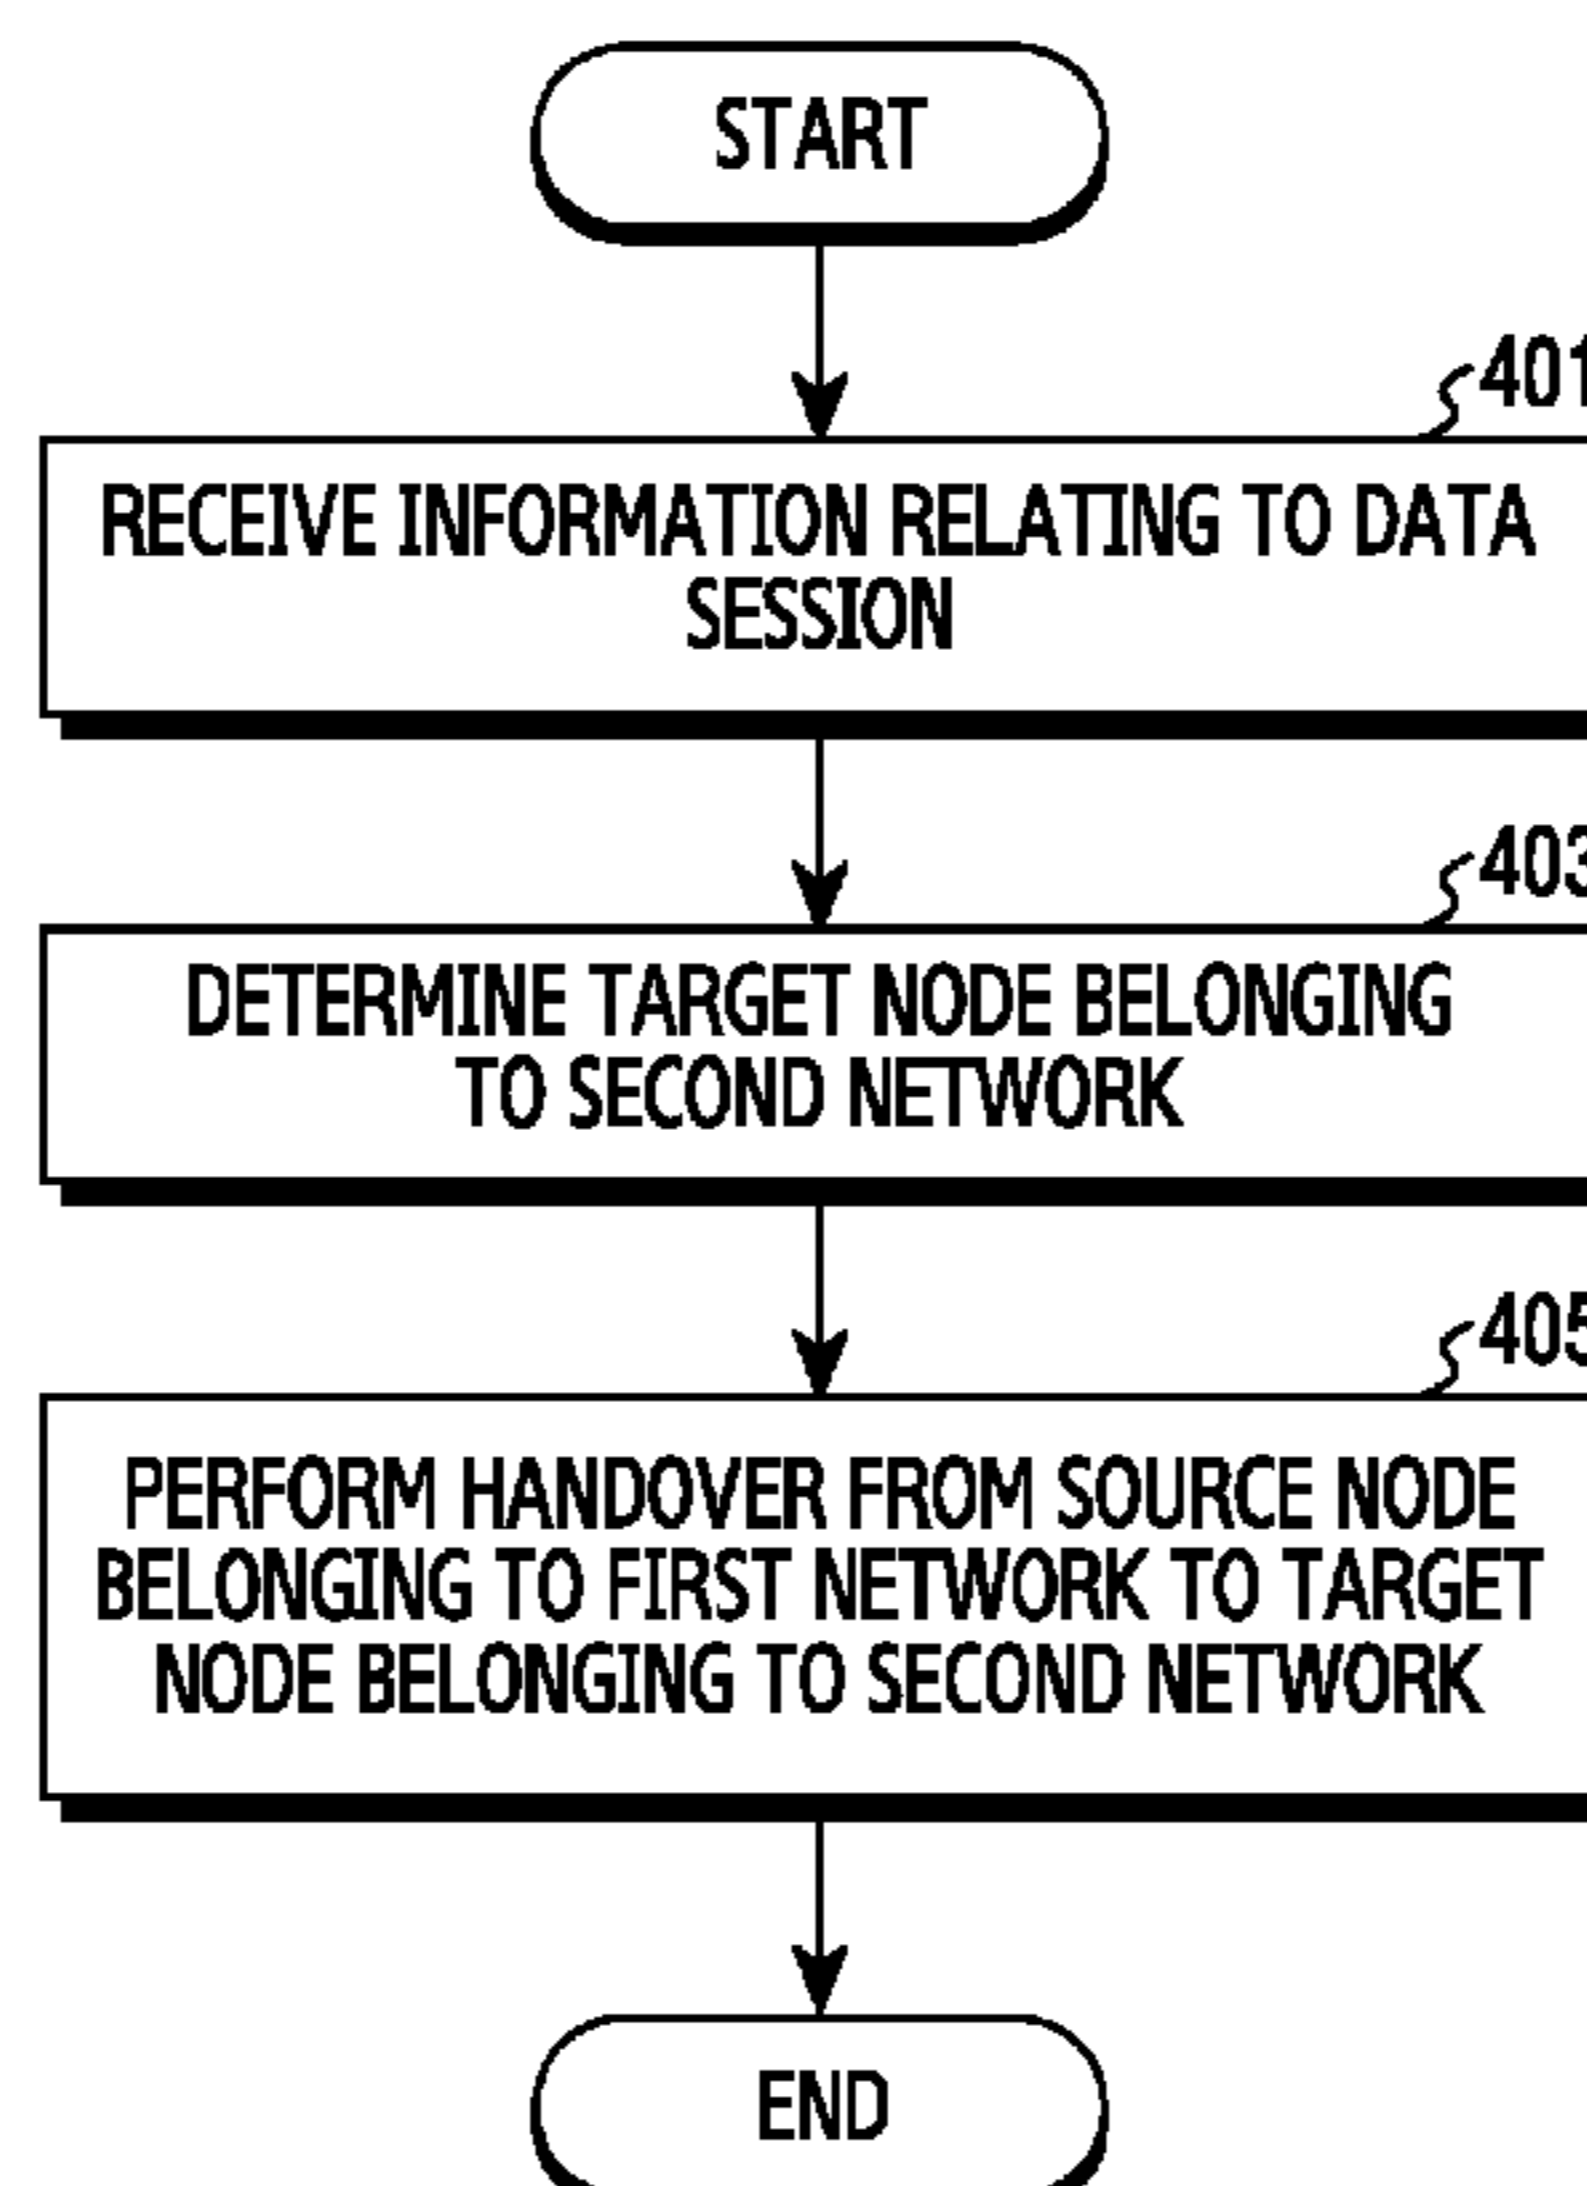 START
401
RECEIVE INFORMATION RELATING TO DATA
SESSION
403
DETERMINE TARGET NODE BELONGING
TO SECOND NETWORK
405
PERFORM HANDOVER FROM SOURCE NODE
BELONGING TO FIRST NETWORK TO TARGET
NODE BELONGING TO SECOND NETWORK
END